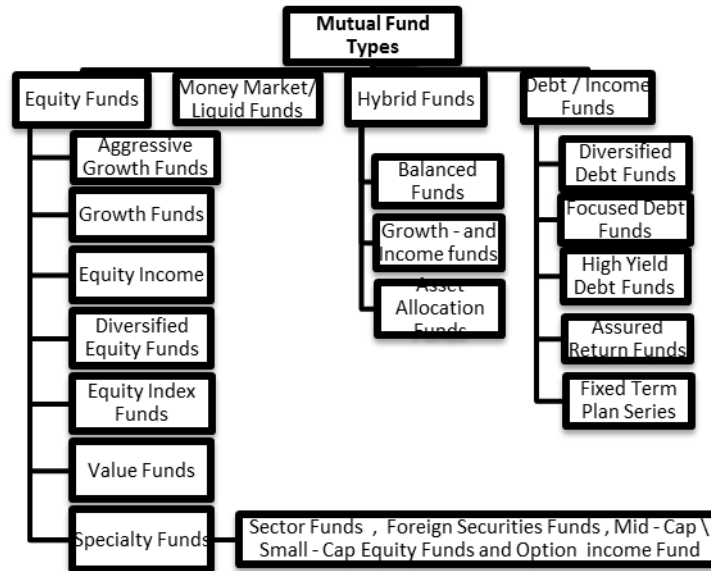 Mutual Fund
Types
Equity Funds
Money Market/
Liquid Funds
Hybrid Funds
Debt / Income
Funds
Aggressive
Growth Funds
Growth Funds
Equity Income
Diversified
Equity Funds
Equity Index
Funds
Value Funds
Specialty Funds
Sector Funds , Foreign Securities Funds , Mid - Cap \
Small - Cap Equity Funds and Option income Fund
Balanced
Funds
Growth - and
Income funds
Asset
Allocation
Funds
Diversified
Debt Funds
Focused Debt
Funds
High Yield
Debt Funds
Assured
Return Funds
Fixed Term
Plan Series